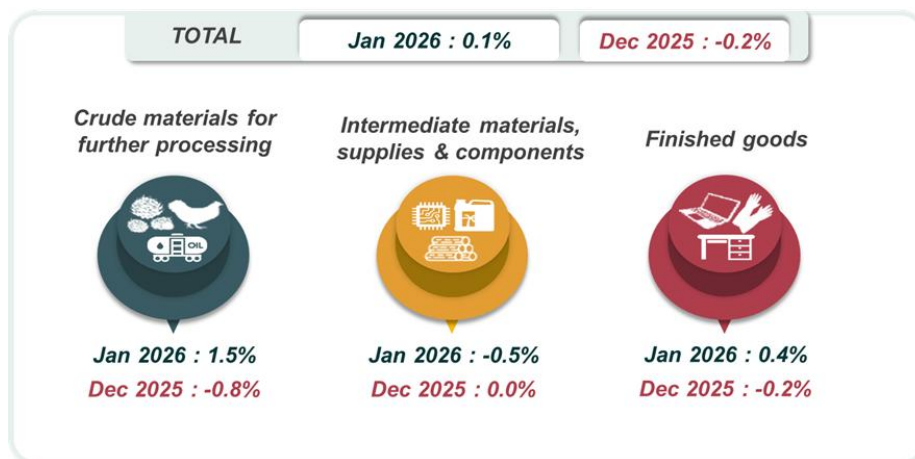 TOTAL
Jan 2026 : 0.1%
Dec 2025 : -0.2%
Crude materials for
further processing
Intermediate materials,
supplies & components
Finished goods
OIL
Jan 2026 : 1.5%
Dec 2025 : -0.8%
Jan 2026 : -0.5%
Dec 2025 : 0.0%
Jan 2026 : 0.4%
Dec 2025 : -0.2%